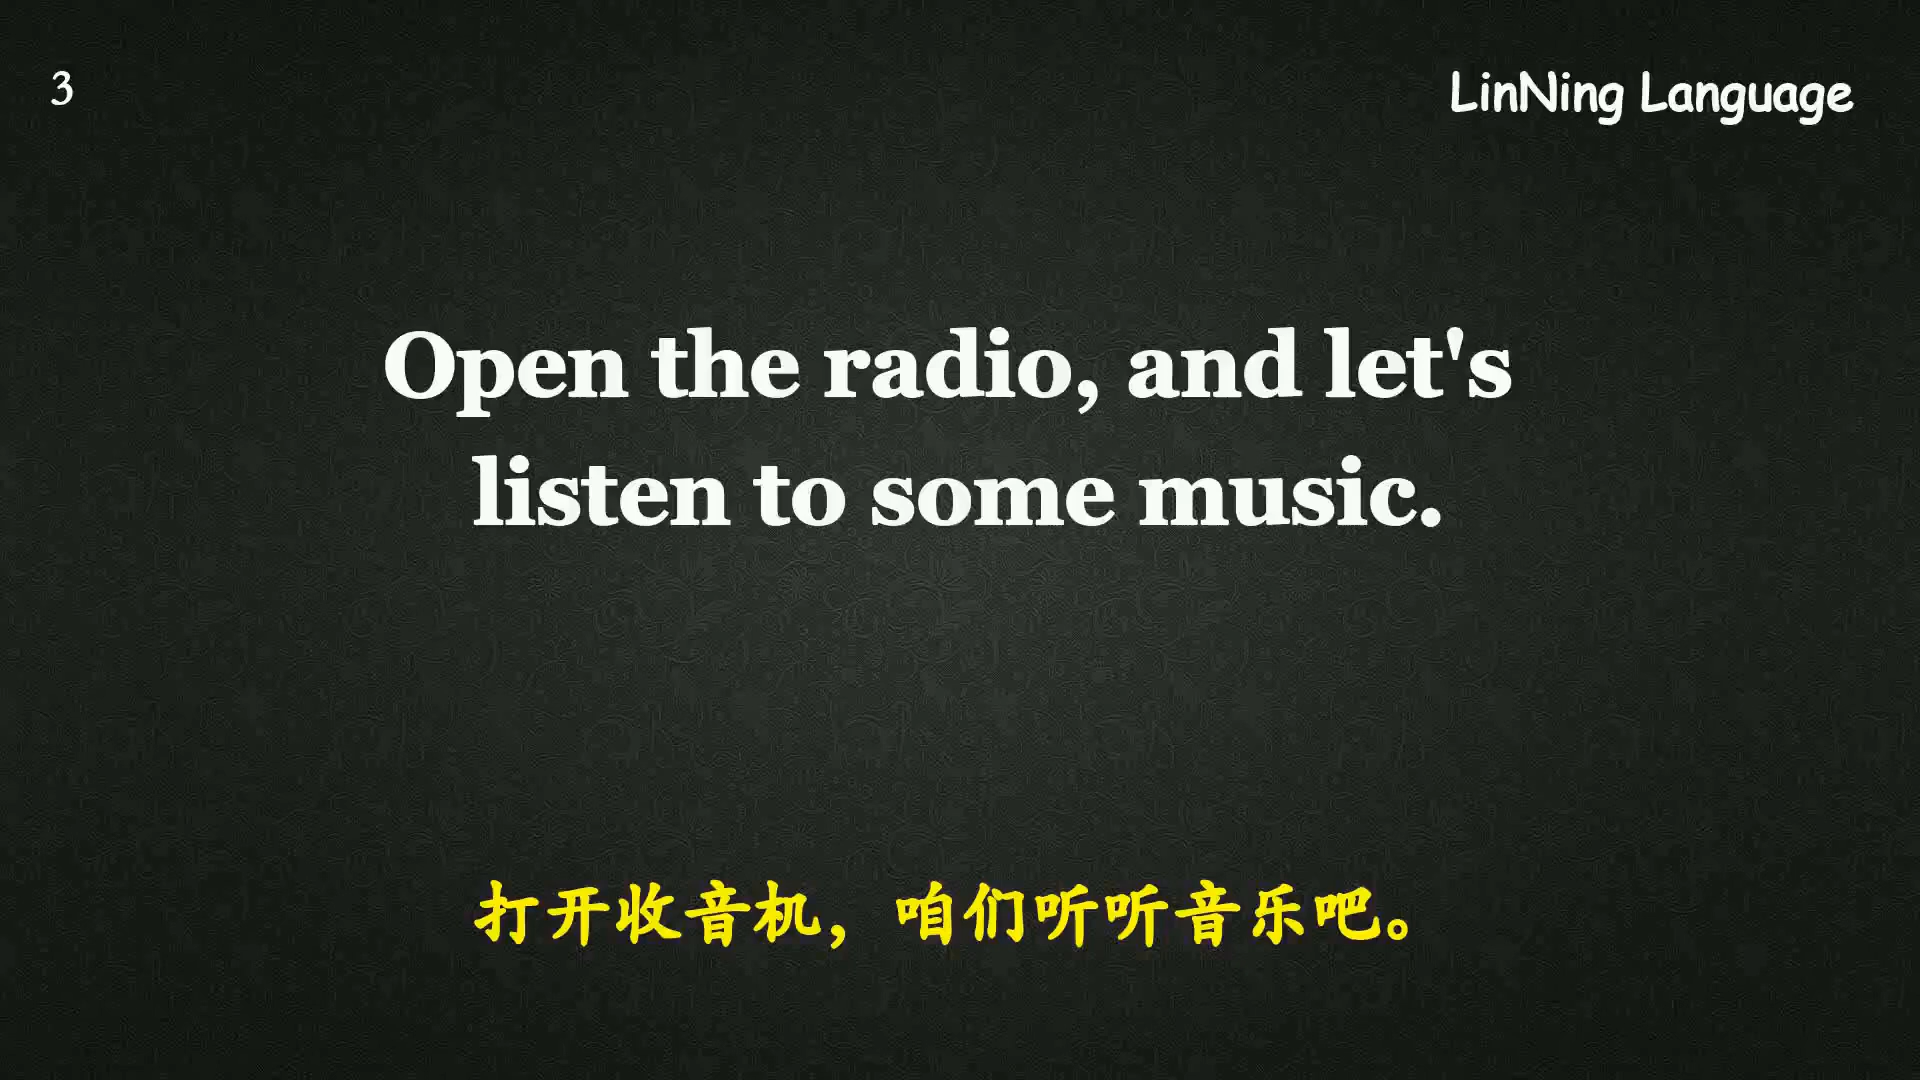 3
LinNing Language
Open the radio, and let's
listen to some music.
打开收音机，咱们听听音乐吧。